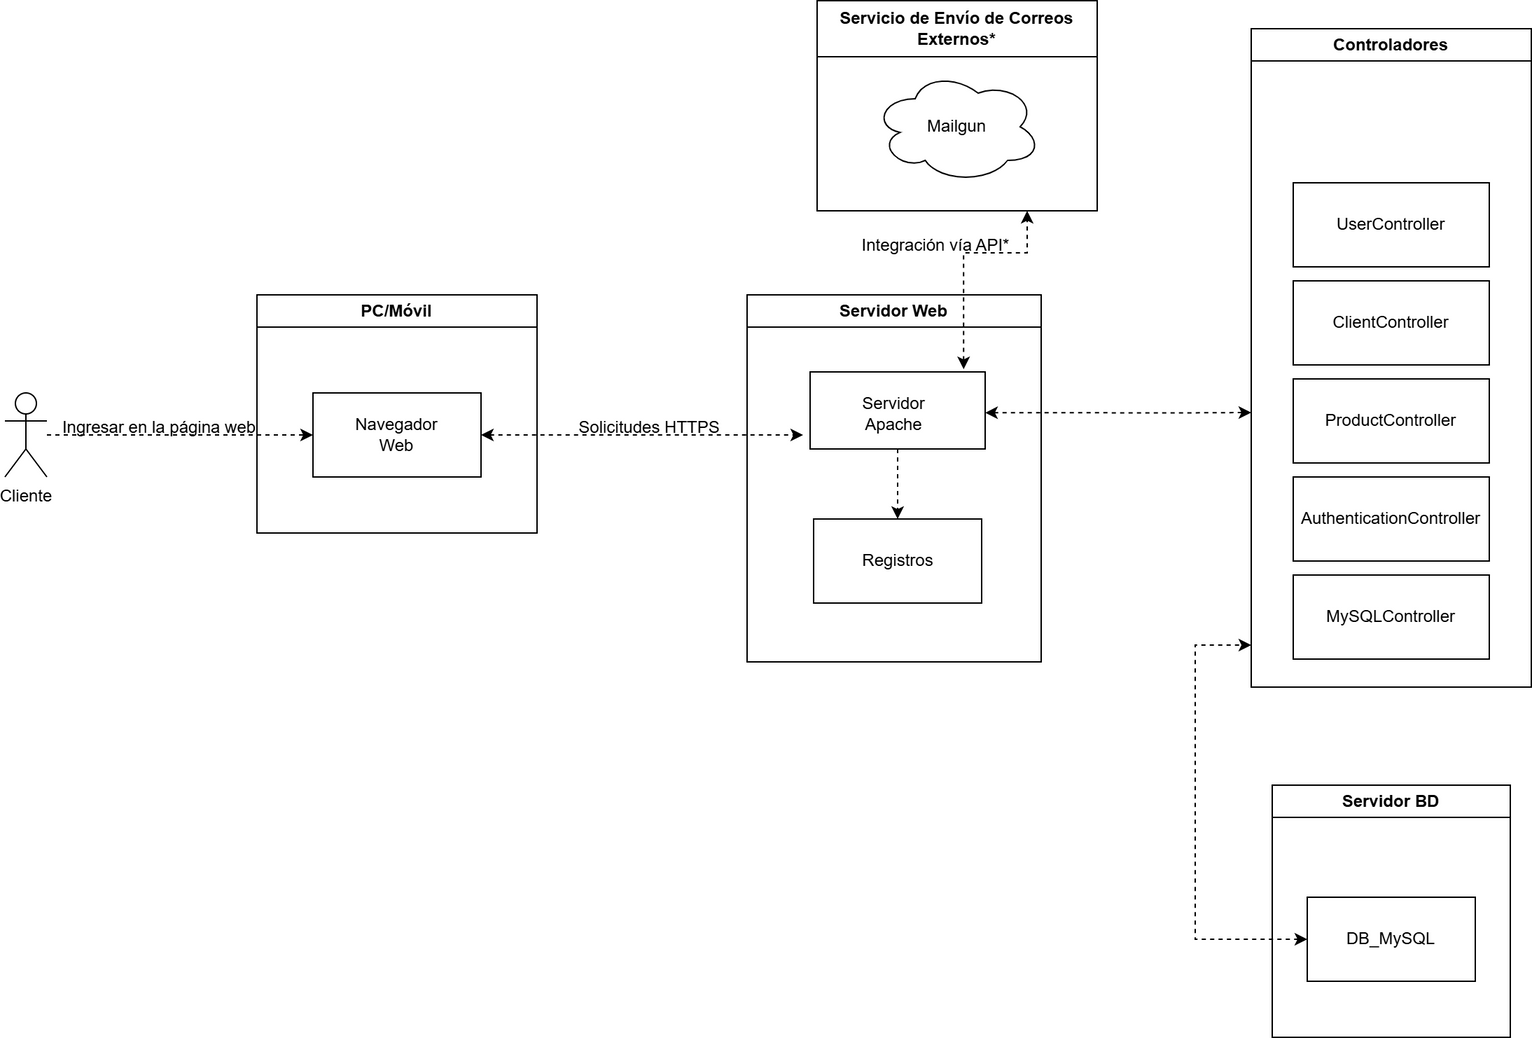 Servicio de Envío de Correos
Externos*
Mailgun
Integración vía API*
Controladores
UserController
ClientController
ProductController
AuthenticationController
MySQLController
PC/Móvil
Navegador
Web
Ingresar en la página web
Cliente
Solicitudes HTTPS
Servidor Web
Servidor
Apache
Registros
Servidor BD
DB_MySQL